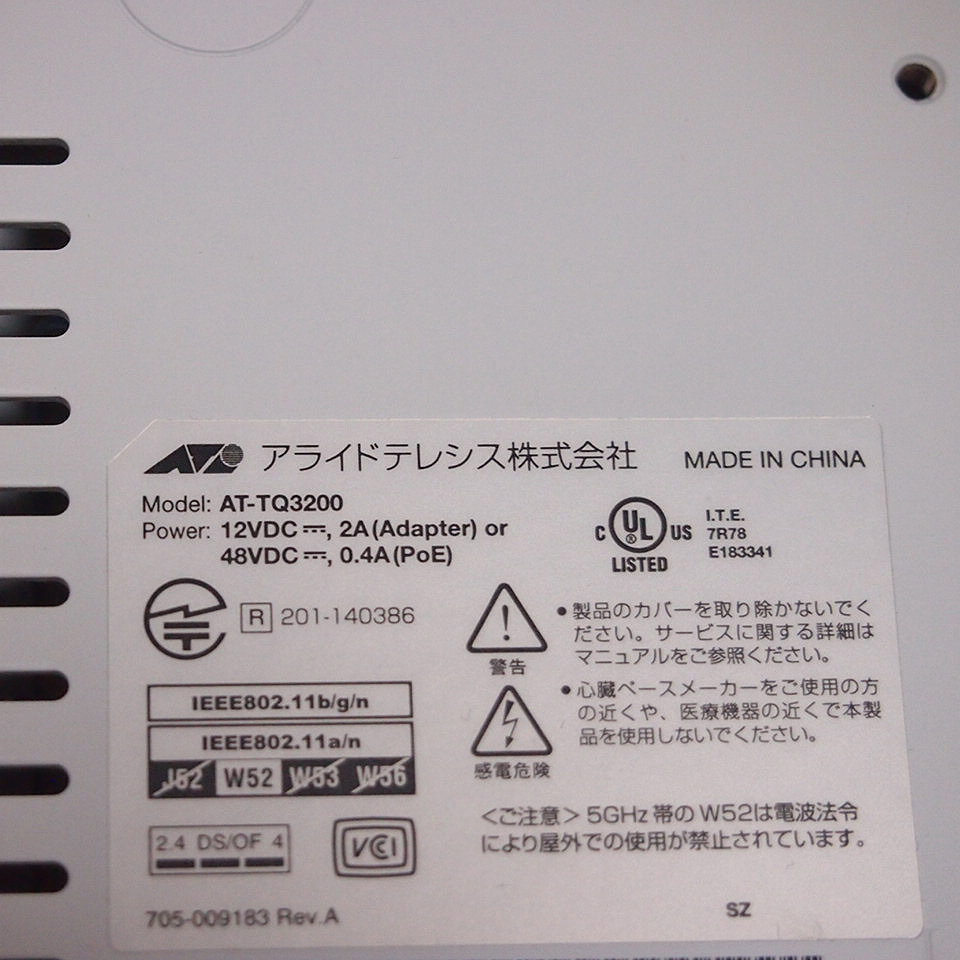 アライドテレシス株式会社 MADE IN CHINA
Model: AT-TQ3200
Power: 12VDC ⎓, 2A(Adapter) or
48VDC ⎓, 0.4A(PoE)
C UL US LISTED
I.T.E.
7R78
E183341
R 201-140386
警告
●製品のカバーを取り除かないでく
ださい。サービスに関する詳細は
マニュアルをご参照ください。
感電危険
●心臓ペースメーカーをご使用の方
の近くや、医療機器の近くで本製
品を使用しないでください。
IEEE802.11b/g/n
IEEE802.11a/n
J52 W52 W53 W56
<ご注意> 5GHz 帯の W52は電波法令
により屋外での使用が禁止されています。
2.4 DS/OF 4
VCI
705-009183 Rev.A
SZ